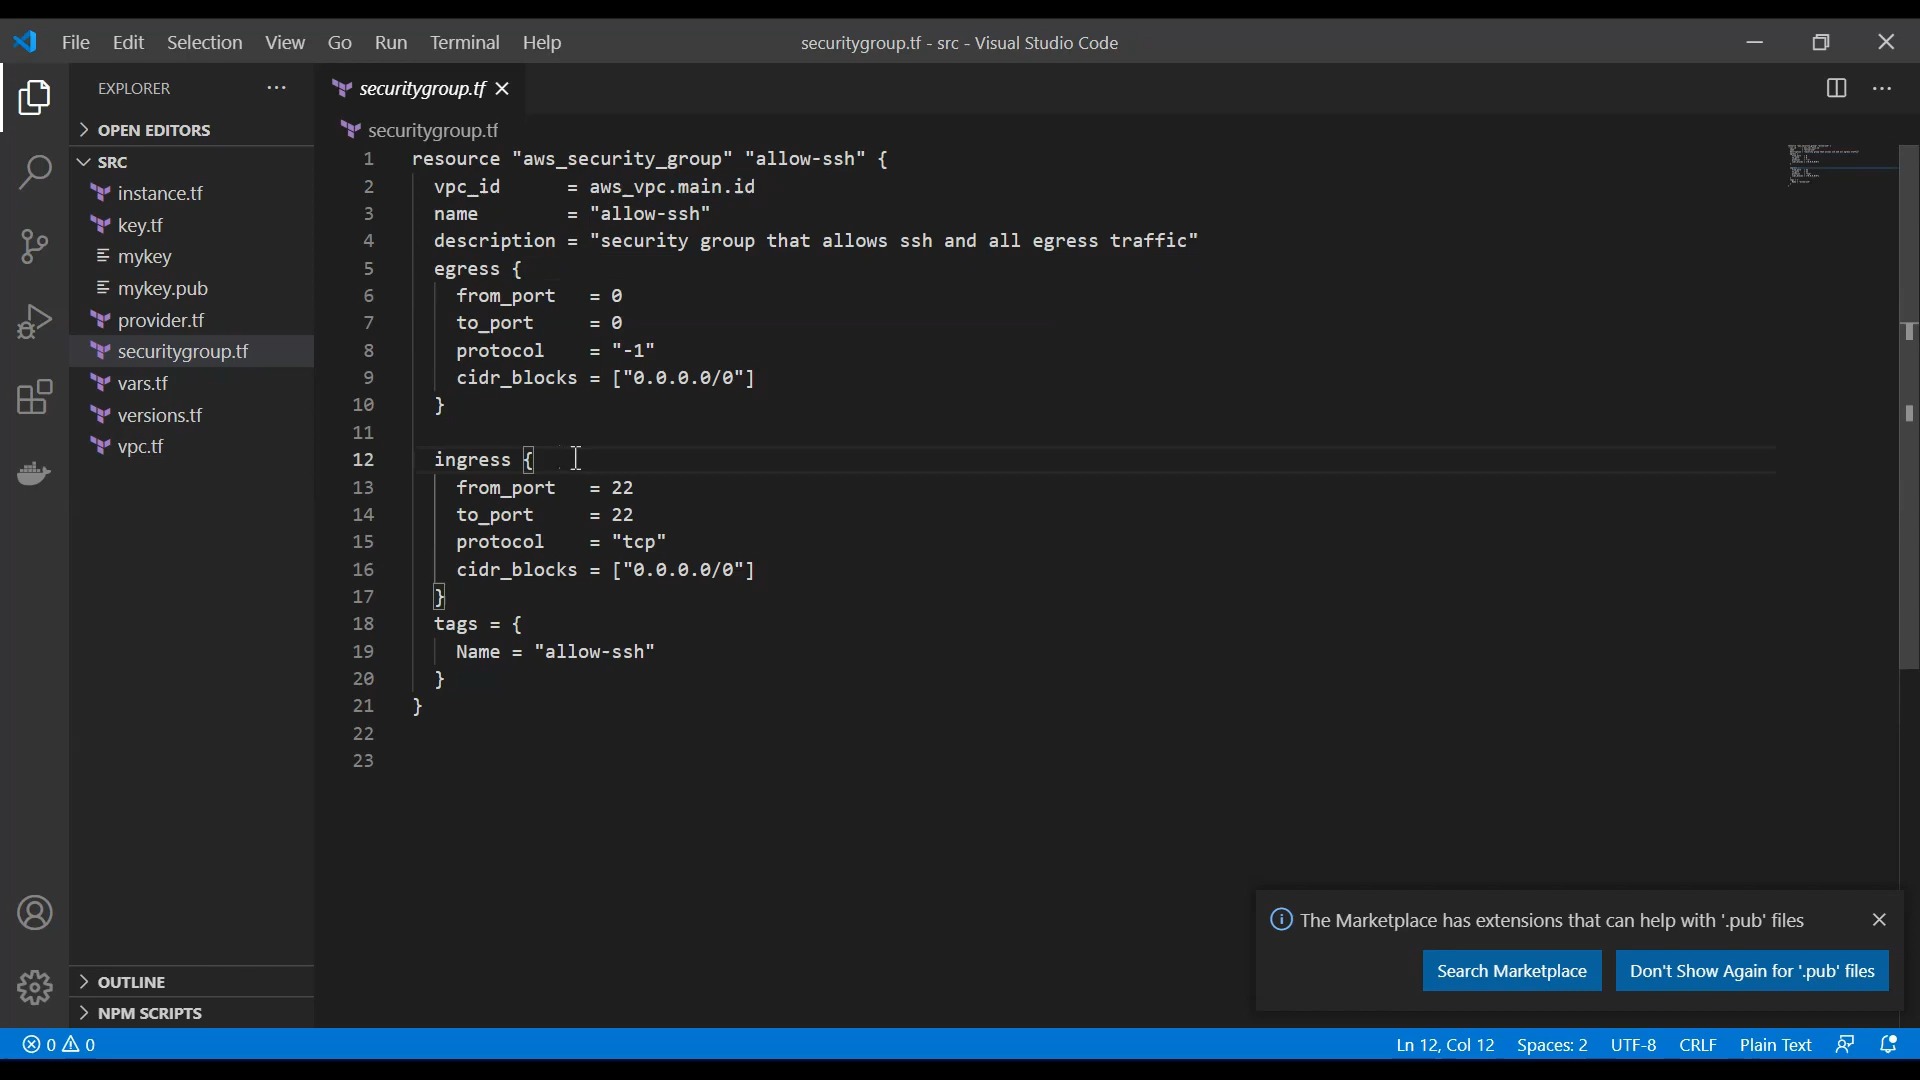 File Edit Selection View Go Run Terminal Help
securitygroup.tf - src - Visual Studio Code
EXPLORER
OPEN EDITORS
SRC
instance.tf
key.tf
mykey
mykey.pub
provider.tf
securitygroup.tf
vars.tf
versions.tf
vpc.tf
OUTLINE
NPM SCRIPTS
securitygroup.tf
securitygroup.tf
1 resource "aws_security_group" "allow-ssh" {
2 vpc_id = aws_vpc.main.id
3 name = "allow-ssh"
4 description = "security group that allows ssh and all egress traffic"
5 egress {
6 from_port = 0
7 to_port = 0
8 protocol = "-1"
9 cidr_blocks = ["0.0.0.0/0"]
10 }
11
12 ingress {
13 from_port = 22
14 to_port = 22
15 protocol = "tcp"
16 cidr_blocks = ["0.0.0.0/0"]
17 }
18 tags = {
19 Name = "allow-ssh"
20 }
21 }
22
23
The Marketplace has extensions that can help with '.pub' files
Search Marketplace
Don't Show Again for '.pub' files
0 0
Ln 12, Col 12 Spaces: 2 UTF-8 CRLF Plain Text